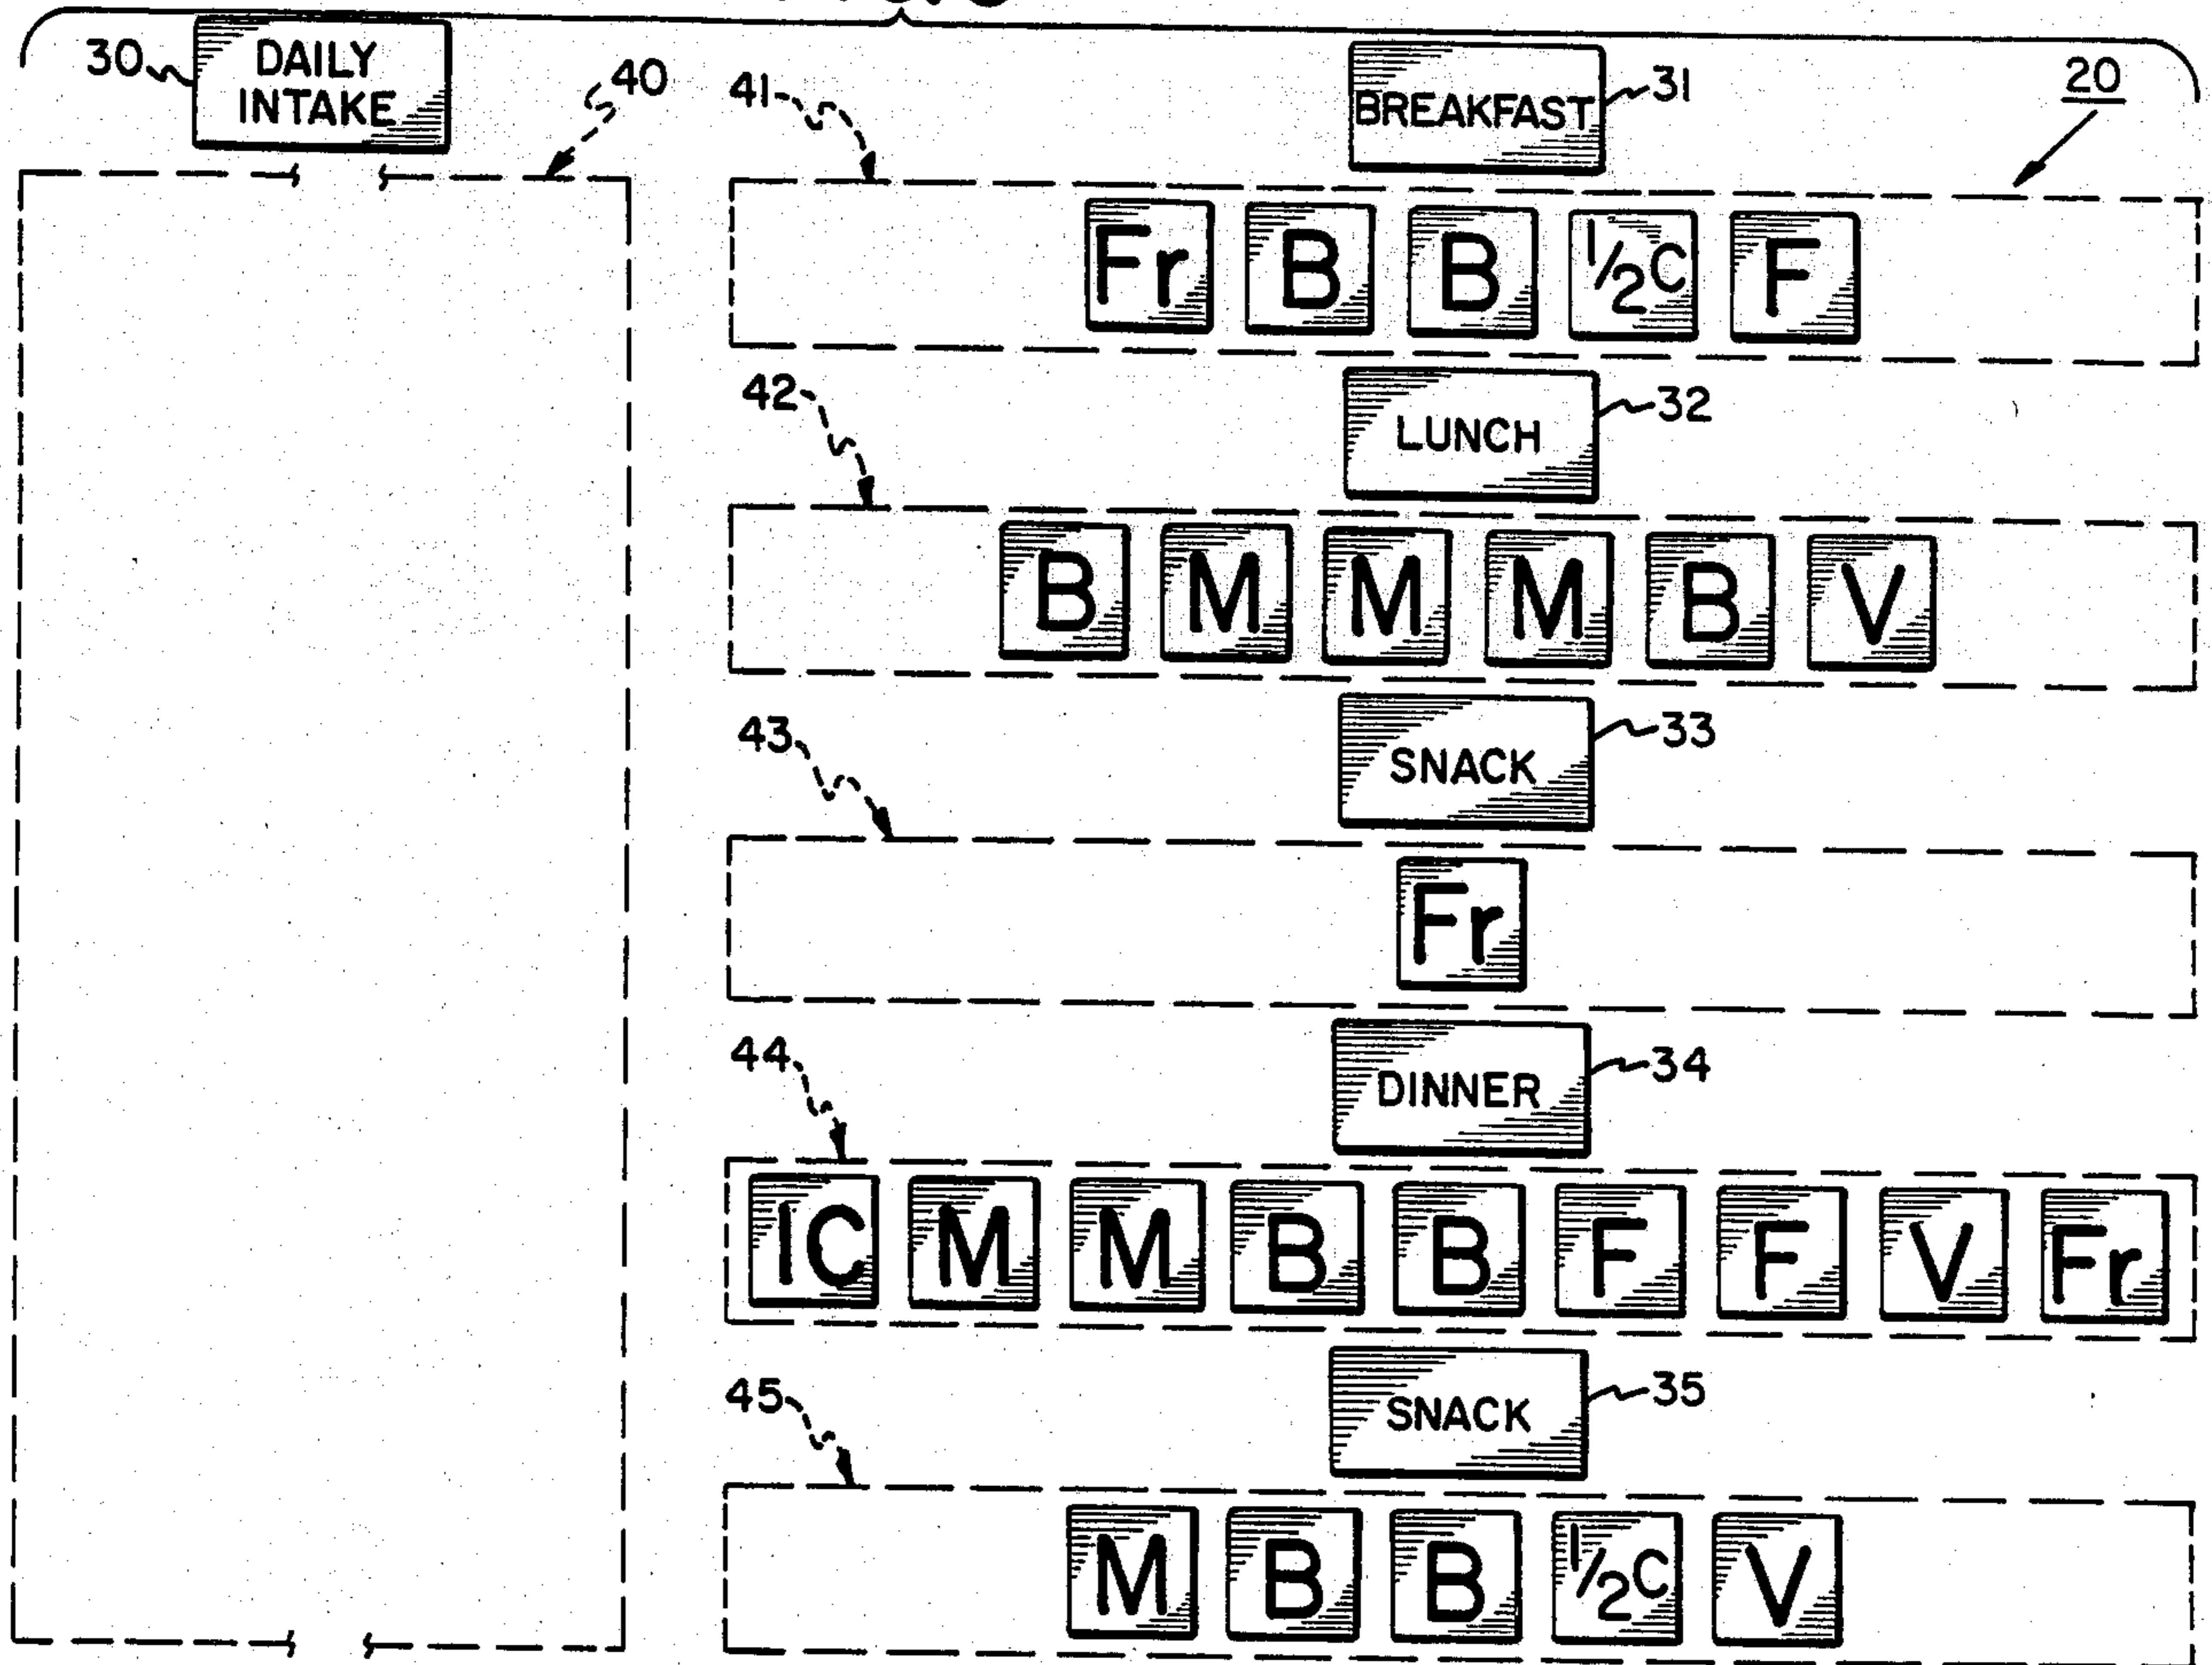 30 DAILY
INTAKE
40
41
BREAKFAST 31
20
Fr B B 1/2C F
42
LUNCH 32
B M M M B V
43
SNACK 33
Fr
44
DINNER 34
1C M M B B F F V Fr
45
SNACK 35
M B B 1/2C V